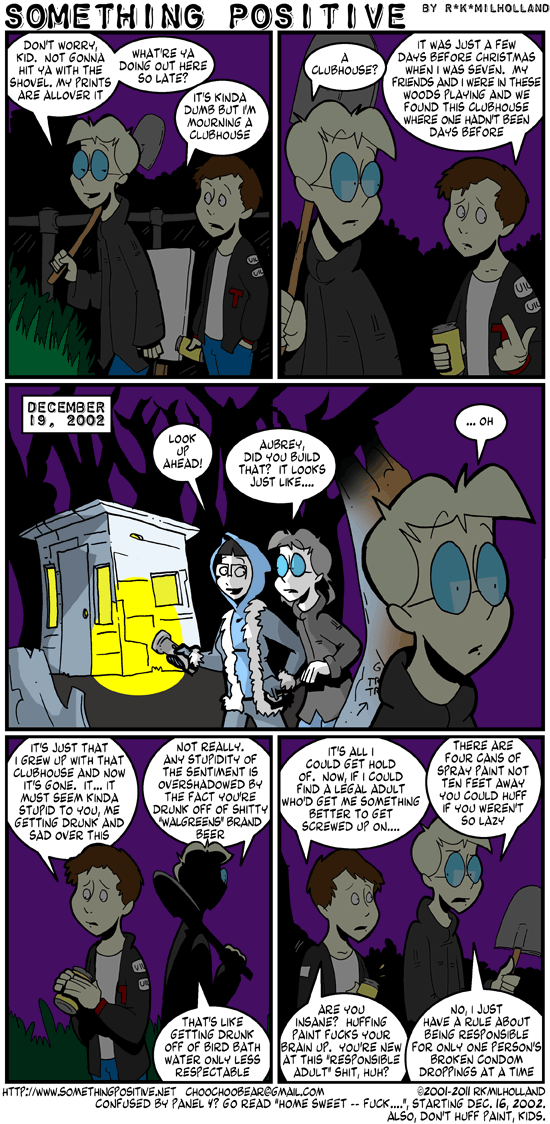 SOMETHING POSITIVE BY R*K*MILHOLLAND
DON'T WORRY,
KID. NOT GONNA
HIT YA WITH THE
SHOVEL. MY PRINTS
ARE ALLOVER IT
WHAT'RE YA
DOING OUT HERE
SO LATE?
IT'S KINDA
DUMB BUT I'M
MOURNING A
CLUBHOUSE
UIL
T
A
CLUBHOUSE?
IT WAS JUST A FEW
DAYS BEFORE CHRISTMAS
WHEN I WAS SEVEN. MY
FRIENDS AND I WERE IN THESE
WOODS PLAYING AND WE
FOUND THIS CLUBHOUSE
WHERE ONE HADN'T BEEN
DAYS BEFORE
UIL
UIL
T
DECEMBER
19, 2002
LOOK
UP
AHEAD!
AUBREY,
DID YOU BUILD
THAT? IT LOOKS
JUST LIKE....
... OH
IT'S JUST THAT
I GREW UP WITH THAT
CLUBHOUSE AND NOW
IT'S GONE. IT... IT
MUST SEEM KINDA
STUPID TO YOU, ME
GETTING DRUNK AND
SAD OVER THIS
NOT REALLY.
ANY STUPIDITY OF
THE SENTIMENT IS
OVERSHADOWED BY
THE FACT YOU'RE
DRUNK OFF OF SHITTY
"WALGREENS" BRAND
BEER
THAT'S LIKE
GETTING DRUNK
OFF OF BIRD BATH
WATER ONLY LESS
RESPECTABLE
UIL
IT'S ALL I
COULD GET HOLD
OF. NOW, IF I COULD
FIND A LEGAL ADULT
WHO'D GET ME SOMETHING
BETTER TO GET
SCREWED UP ON....
THERE ARE
FOUR CANS OF
SPRAY PAINT NOT
TEN FEET AWAY
YOU COULD HUFF
IF YOU WEREN'T
SO LAZY
ARE YOU
INSANE? HUFFING
PAINT FUCKS YOUR
BRAIN UP. YOU'RE NEW
AT THIS "RESPONSIBLE
ADULT" SHIT, HUH?
NO, I JUST
HAVE A RULE ABOUT
BEING RESPONSIBLE
FOR ONLY ONE PERSON'S
BROKEN CONDOM
DROPPINGS AT A TIME
HTTP://WWW.SOMETHINGPOSITIVE.NET CHOOCHOOBEAR@GMAIL.COM ©2001-2011 RKMILHOLLAND
CONFUSED BY PANEL 4? GO READ "HOME SWEET -- FUCK....", STARTING DEC. 16, 2002.
ALSO, DON'T HUFF PAINT, KIDS.